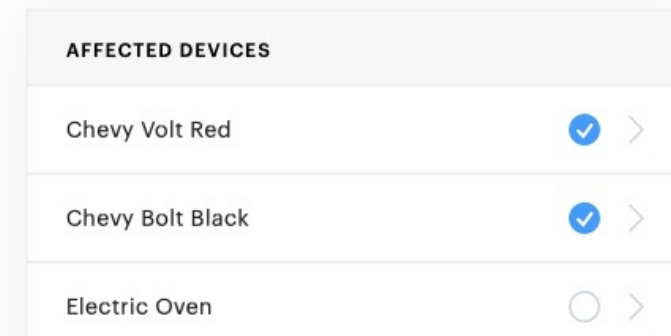 AFFECTED DEVICES
Chevy Volt Red
Chevy Bolt Black
Electric Oven